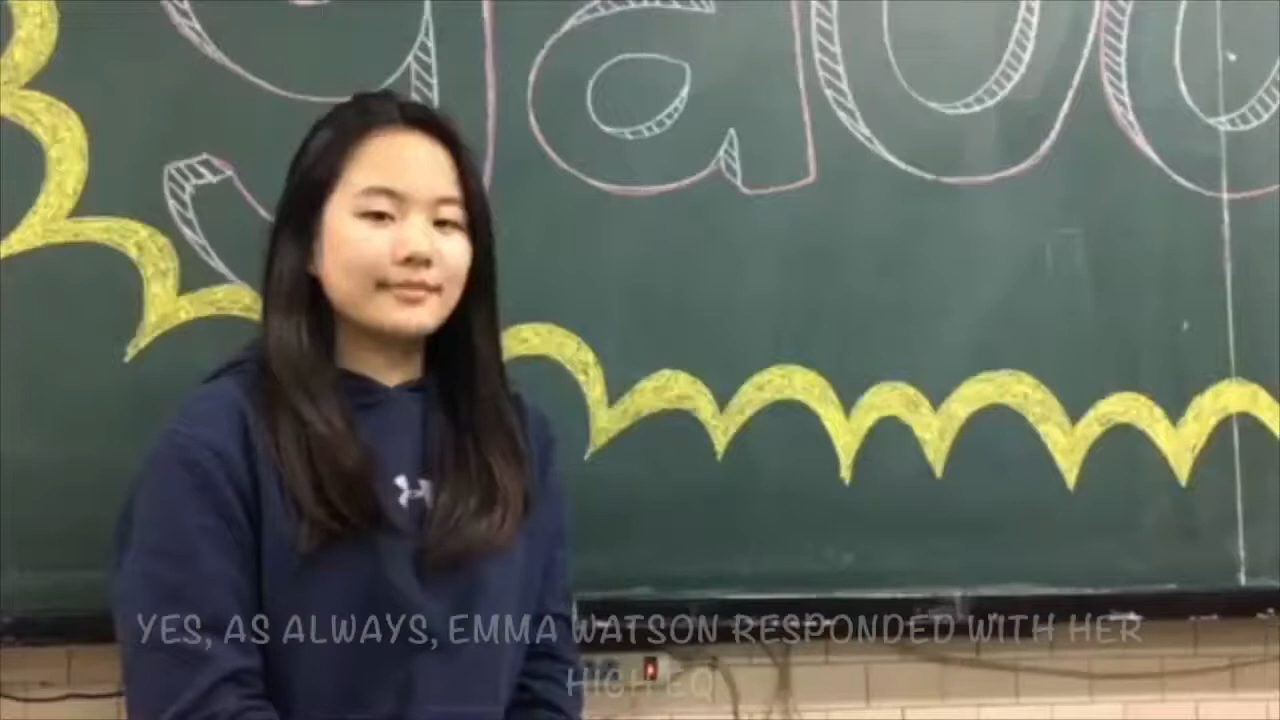 YES, AS ALWAYS, EMMA WATSON RESPONDED WITH HER
HIGH EQ